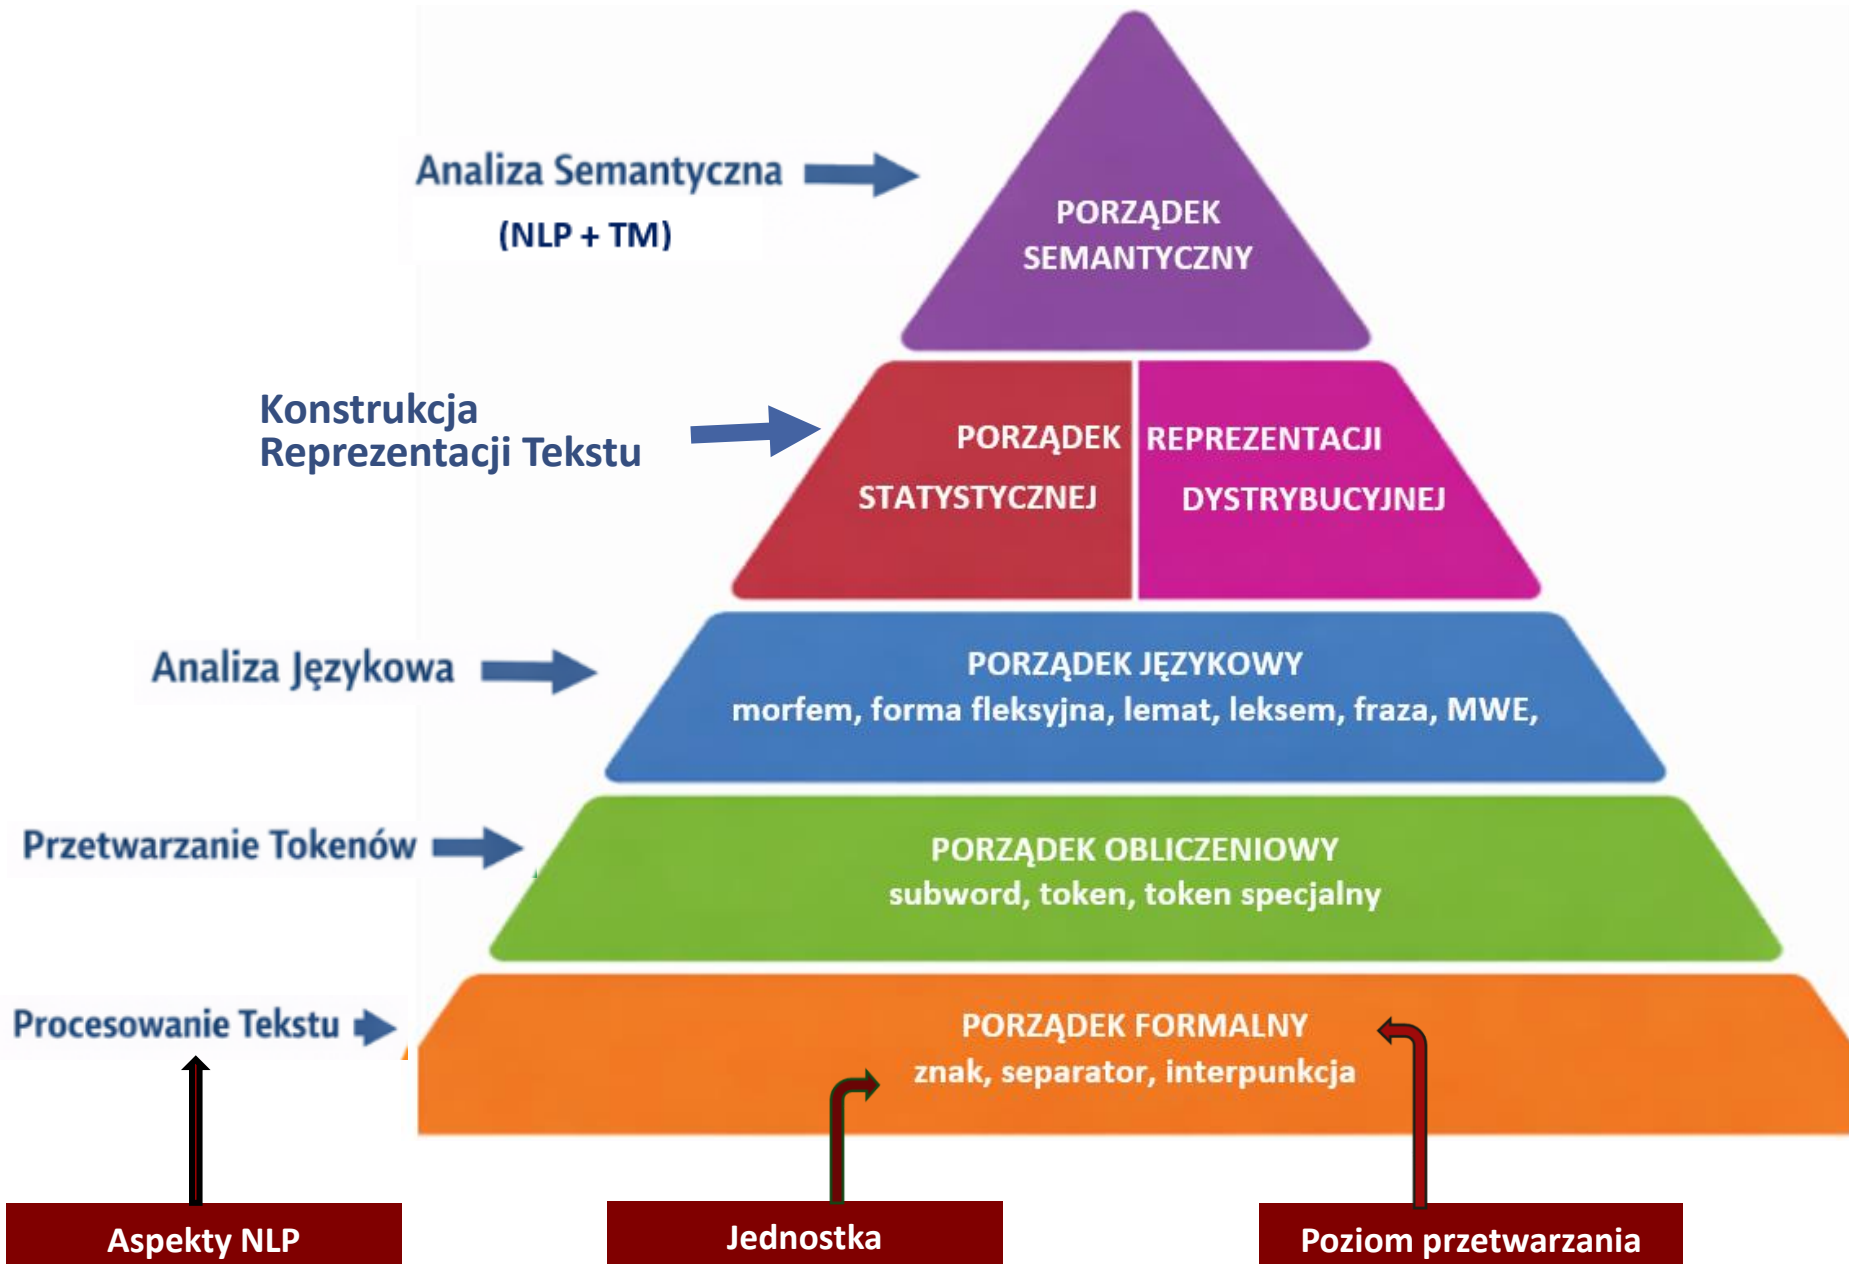 Analiza Semantyczna
(NLP + TM)
PORZĄDEK
SEMANTYCZNY
Konstrukcja
Reprezentacji Tekstu
PORZĄDEK REPREZENTACJI
STATYSTYCZNEJ DYSTRYBUCYJNEJ
Analiza Językowa
PORZĄDEK JĘZYKOWY
morfem, forma fleksyjna, lemat, leksem, fraza, MWE,
Przetwarzanie Tokenów
PORZĄDEK OBLICZENIOWY
subword, token, token specjalny
Procesowanie Tekstu
PORZĄDEK FORMALNY
znak, separator, interpunkcja
Aspekty NLP
Jednostka
Poziom przetwarzania